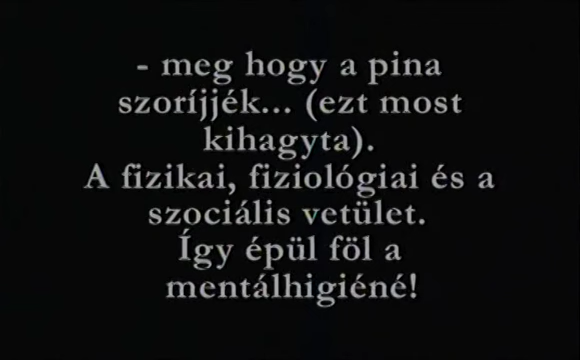 - meg hogy a pina
szoríjjék... (ezt most
kihagyta).
A fizikai, fiziológiai és a
szociális vetület.
Így épül föl a
mentálhigiéné!